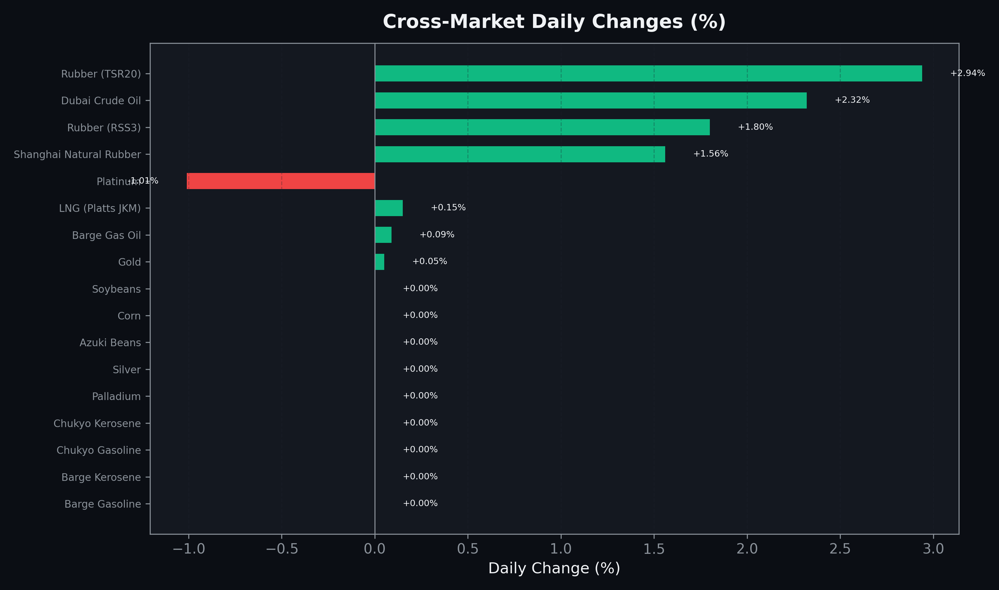 Cross-Market Daily Changes (%)
Rubber (TSR20) +2.94%
Dubai Crude Oil +2.32%
Rubber (RSS3) +1.80%
Shanghai Natural Rubber +1.56%
Platinum -1.01%
LNG (Platts JKM) +0.15%
Barge Gas Oil +0.09%
Gold +0.05%
Soybeans +0.00%
Corn +0.00%
Azuki Beans +0.00%
Silver +0.00%
Palladium +0.00%
Chukyo Kerosene +0.00%
Chukyo Gasoline +0.00%
Barge Kerosene +0.00%
Barge Gasoline +0.00%
−1.0 −0.5 0.0 0.5 1.0 1.5 2.0 2.5 3.0
Daily Change (%)